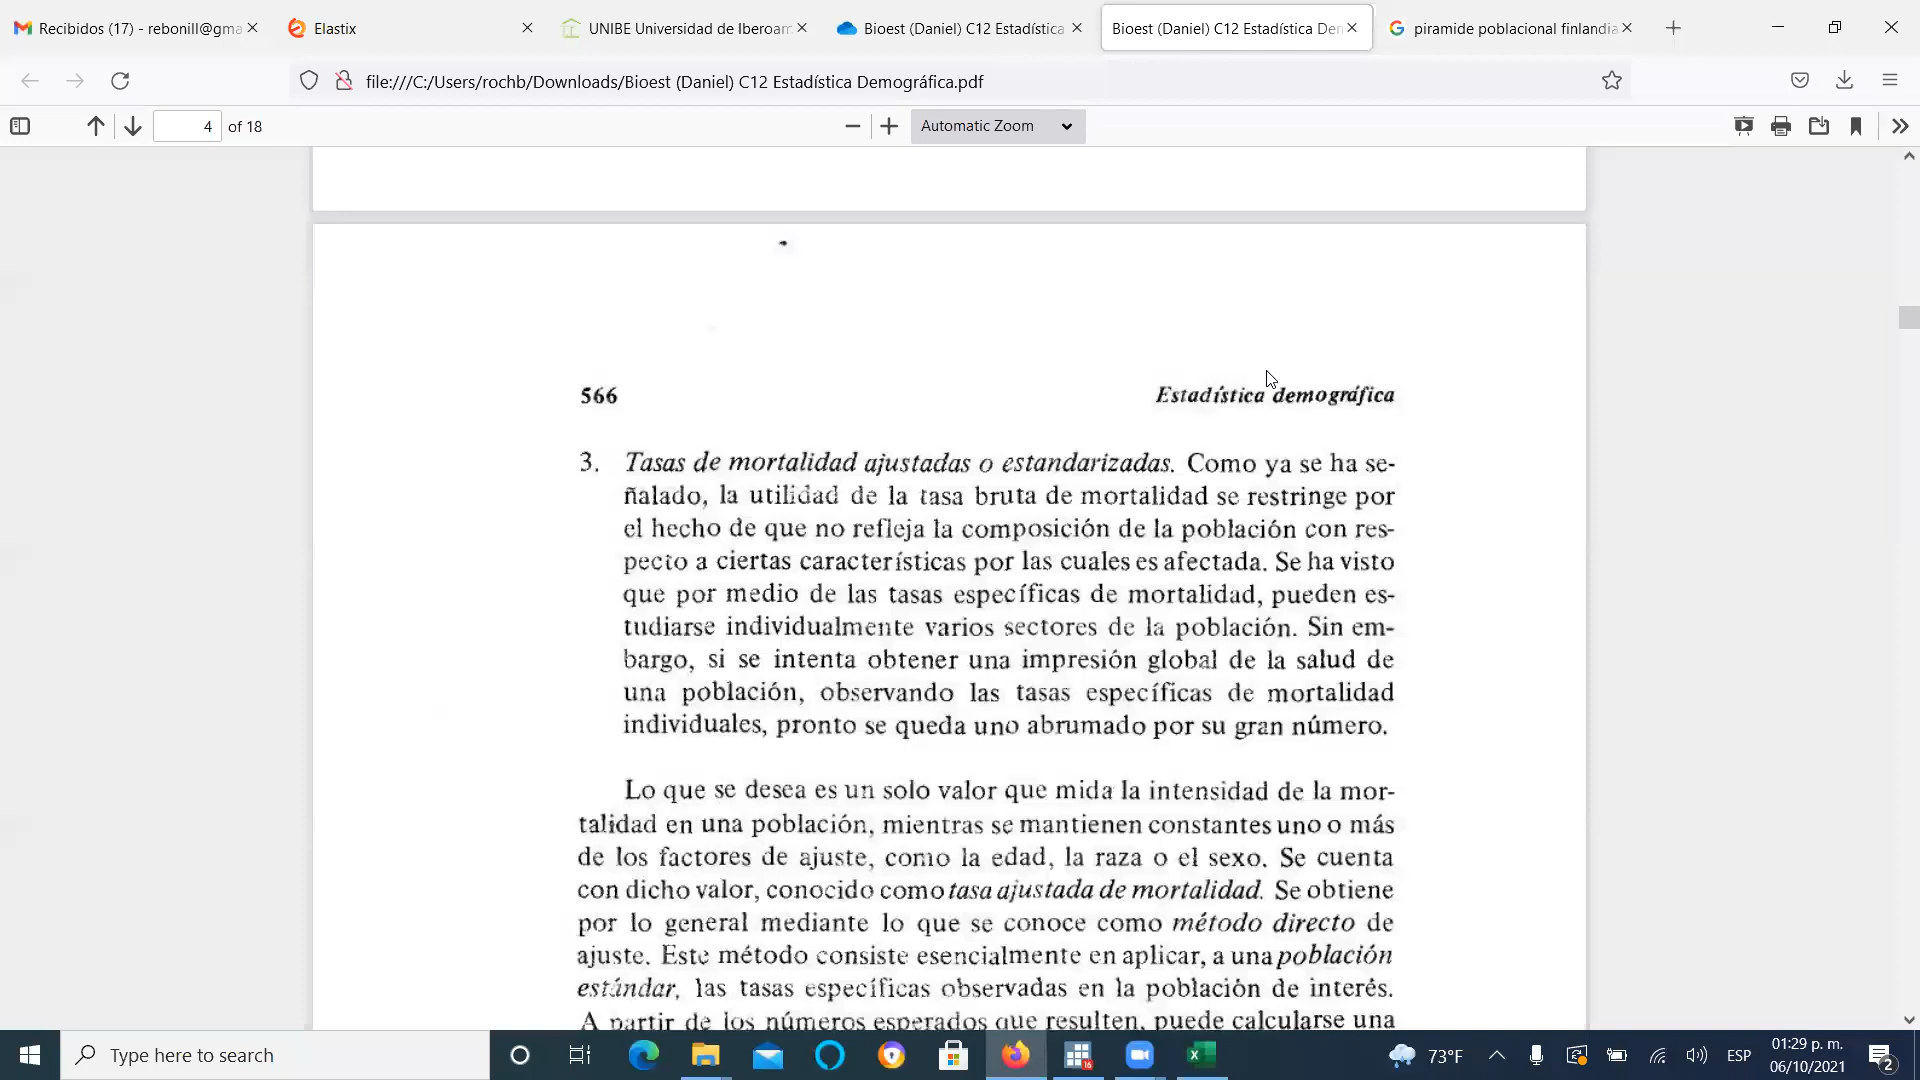 Recibidos (17) - rebonill@gma
Elastix
UNIBE Universidad de Iberoam
Bioest (Daniel) C12 Estadística
Bioest (Daniel) C12 Estadística Den
piramide poblacional finlandia
file:///C:/Users/rochb/Downloads/Bioest (Daniel) C12 Estadística Demográfica.pdf
4 of 18
Automatic Zoom
566
Estadística demográfica
3. Tasas de mortalidad ajustadas o estandarizadas. Como ya se ha se-
ñalado, la utilidad de la tasa bruta de mortalidad se restringe por
el hecho de que no refleja la composición de la población con res-
pecto a ciertas características por las cuales es afectada. Se ha visto
que por medio de las tasas específicas de mortalidad, pueden es-
tudiarse individualmente varios sectores de la población. Sin em-
bargo, si se intenta obtener una impresión global de la salud de
una población, observando las tasas específicas de mortalidad
individuales, pronto se queda uno abrumado por su gran número.
Lo que se desea es un solo valor que mida la intensidad de la mor-
talidad en una población, mientras se mantienen constantes uno o más
de los factores de ajuste, como la edad, la raza o el sexo. Se cuenta
con dicho valor, conocido como tasa ajustada de mortalidad. Se obtiene
por lo general mediante lo que se conoce como método directo de
ajuste. Este método consiste esencialmente en aplicar, a una población
estándar, las tasas específicas observadas en la población de interés.
A partir de los números esperados que resulten, puede calcularse una
Type here to search
16
73°F
ESP
01:29 p. m.
06/10/2021
2